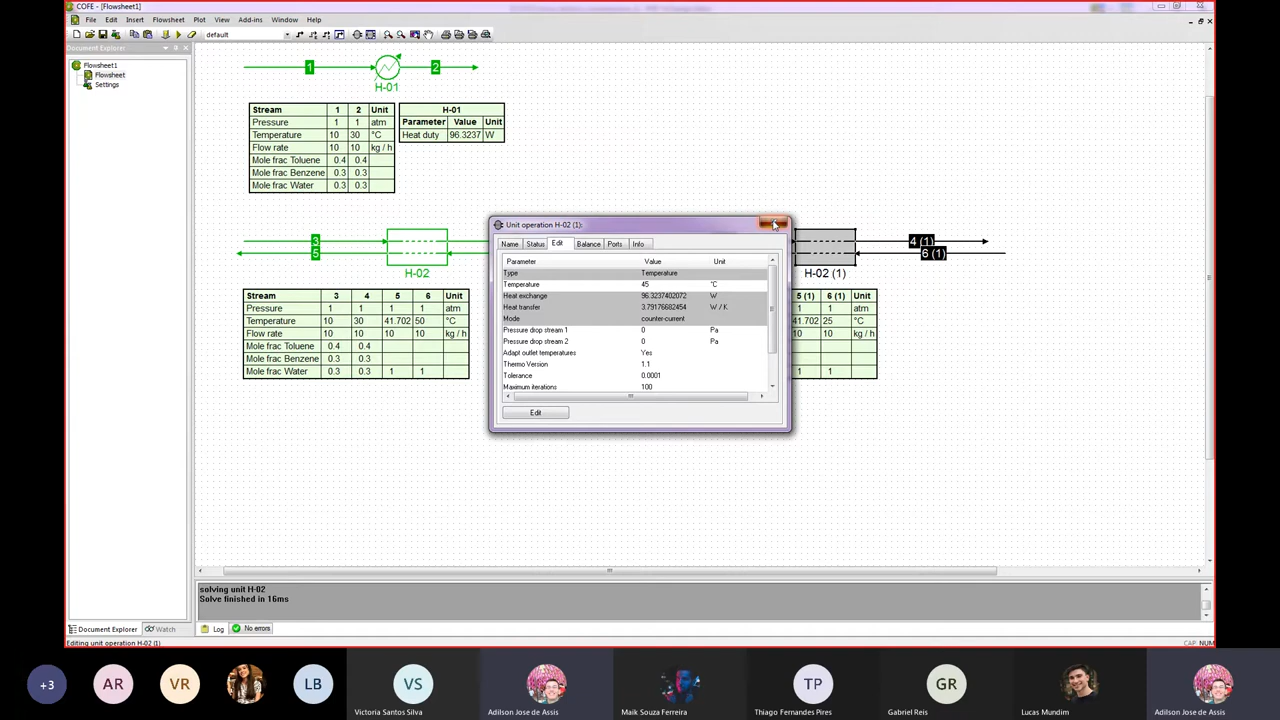 COFE - [Flowsheet1]
File Edit Insert Flowsheet Plot View Add-ins Window Help
default
Document Explorer
Flowsheet1
Flowsheet
Settings
1 2
H-01
Stream 1 2 Unit
Pressure 1 1 atm
Temperature 10 30 °C
Flow rate 10 10 kg / h
Mole frac Toluene 0.4 0.4
Mole frac Benzene 0.3 0.3
Mole frac Water 0.3 0.3
H-01
Parameter Value Unit
Heat duty 96.3237 W
3
5
H-02
Stream 3 4 5 6 Unit
Pressure 1 1 1 1 atm
Temperature 10 30 41.702 50 °C
Flow rate 10 10 10 10 kg / h
Mole frac Toluene 0.4 0.4
Mole frac Benzene 0.3 0.3
Mole frac Water 0.3 0.3 1 1
Unit operation H-02 (1):
Name Status Edit Balance Ports Info
Parameter Value Unit
Type Temperature
Temperature 45 °C
Heat exchange 96.3237402072 W
Heat transfer 3.79176682454 W / K
Mode counter-current
Pressure drop stream 1 0 Pa
Pressure drop stream 2 0 Pa
Adapt outlet temperatures Yes
Thermo Version 1.1
Tolerance 0.0001
Maximum iterations 100
Edit
4 (1)
6 (1)
H-02 (1)
5 (1) 6 (1) Unit
1 1 atm
41.702 25 °C
10 10 kg / h
1 1
solving unit H-02
Solve finished in 16ms
Document Explorer Watch
Log No errors
Editing unit operation H-02 (1)
CAP NUM
+3
AR
VR
LB
VS
Victoria Santos Silva
Adilson Jose de Assis
Maik Souza Ferreira
TP
Thiago Fernandes Pires
GR
Gabriel Reis
Lucas Mundim
Adilson Jose de Assis